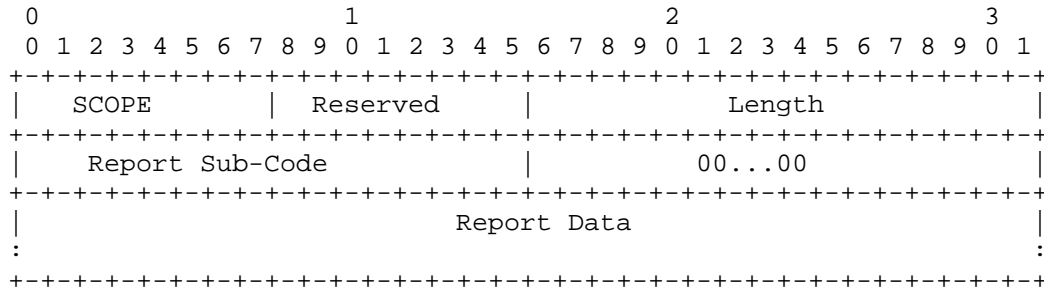 0                   1                   2                   3
 0 1 2 3 4 5 6 7 8 9 0 1 2 3 4 5 6 7 8 9 0 1 2 3 4 5 6 7 8 9 0 1
+-+-+-+-+-+-+-+-+-+-+-+-+-+-+-+-+-+-+-+-+-+-+-+-+-+-+-+-+-+-+-+-+
|   SCOPE       |  Reserved     |            Length             |
+-+-+-+-+-+-+-+-+-+-+-+-+-+-+-+-+-+-+-+-+-+-+-+-+-+-+-+-+-+-+-+-+
|    Report Sub-Code            |          00...00              |
+-+-+-+-+-+-+-+-+-+-+-+-+-+-+-+-+-+-+-+-+-+-+-+-+-+-+-+-+-+-+-+-+
|                           Report Data                         |
:                                                               :
+-+-+-+-+-+-+-+-+-+-+-+-+-+-+-+-+-+-+-+-+-+-+-+-+-+-+-+-+-+-+-+-+